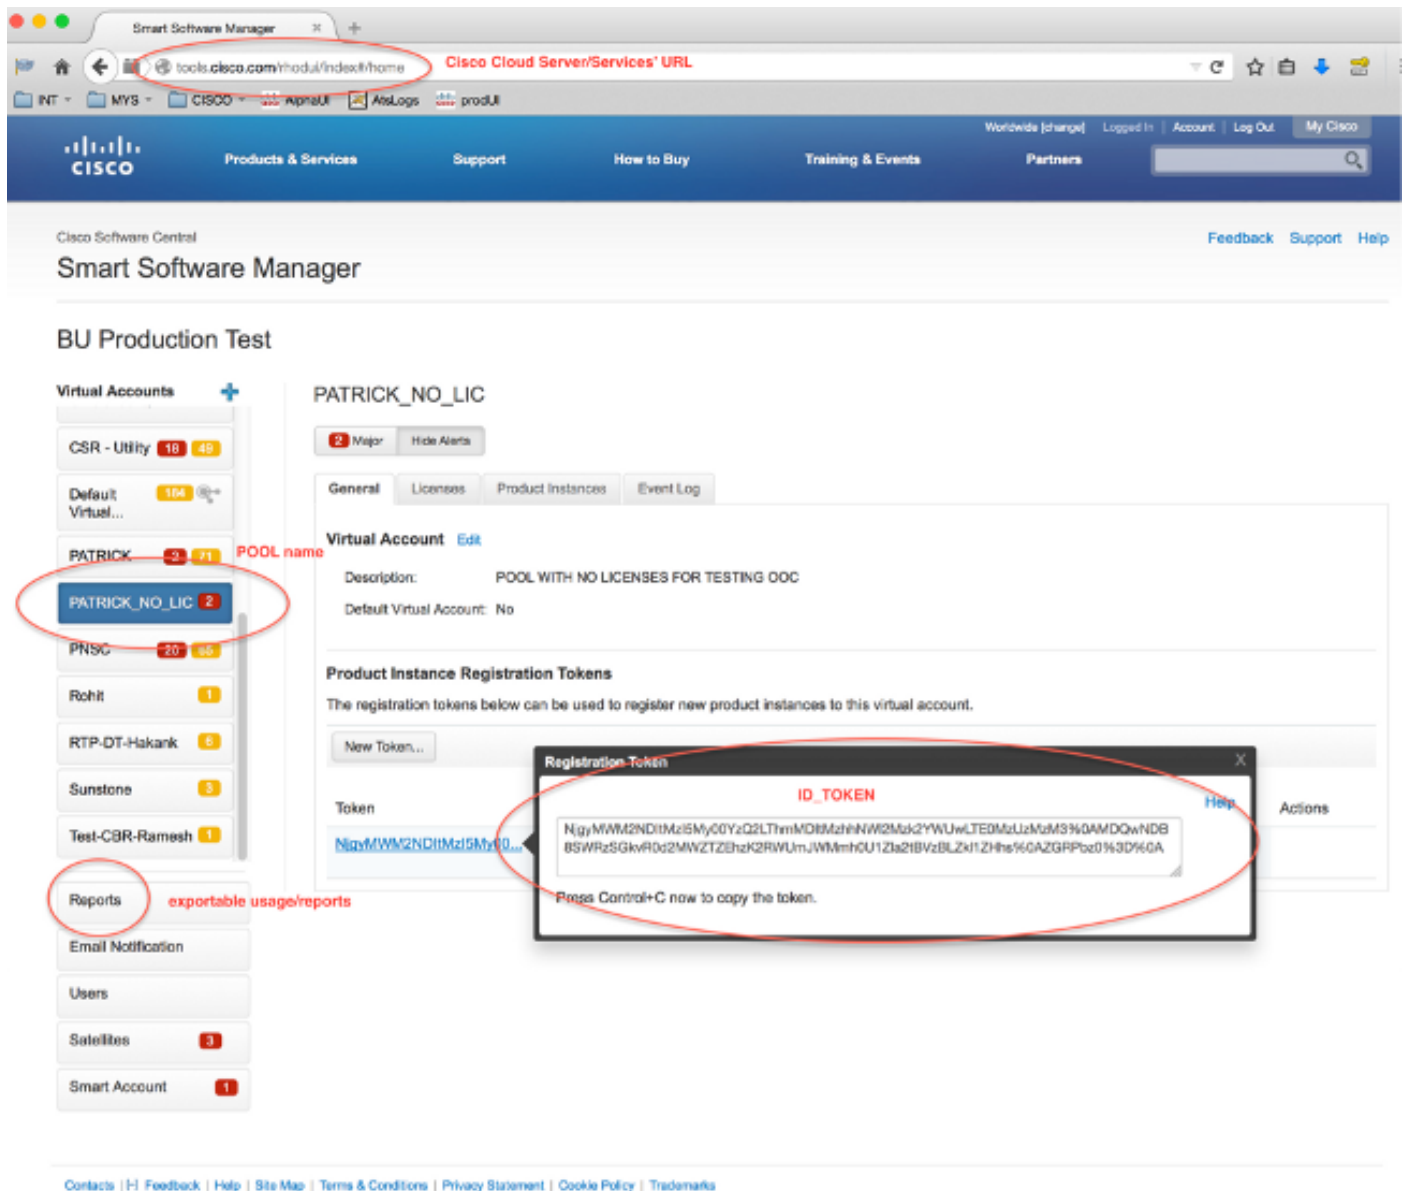 Smart Software Manager
tools.cisco.com/rhodui/index#/home
Cisco Cloud Server/Services' URL
INT
MYS
CISCO
AlphaUI
AtsLogs
prodUI
Worldwide [change] Logged In | Account | Log Out My Cisco
CISCO
Products & Services Support How to Buy Training & Events Partners
Cisco Software Central
Feedback Support Help
Smart Software Manager
BU Production Test
Virtual Accounts
PATRICK_NO_LIC
2 Major Hide Alerts
CSR - Utility 18 49
General Licenses Product Instances Event Log
Default Virtual... 184
Virtual Account Edit
PATRICK 2 71
POOL name
Description: POOL WITH NO LICENSES FOR TESTING OOC
PATRICK_NO_LIC 2
Default Virtual Account: No
PNSC 20
Product Instance Registration Tokens
Rohit 1
The registration tokens below can be used to register new product instances to this virtual account.
RTP-DT-Hakank 6
New Token...
Registration Token X
Sunstone 3
ID_TOKEN
Help
Token
Actions
Test-CBR-Ramesh 1
Press Control+C now to copy the token.
Reports
exportable usage/reports
Email Notification
Users
Satellites 3
Smart Account 1
Contacts | [+] Feedback | Help | Site Map | Terms & Conditions | Privacy Statement | Cookie Policy | Trademarks